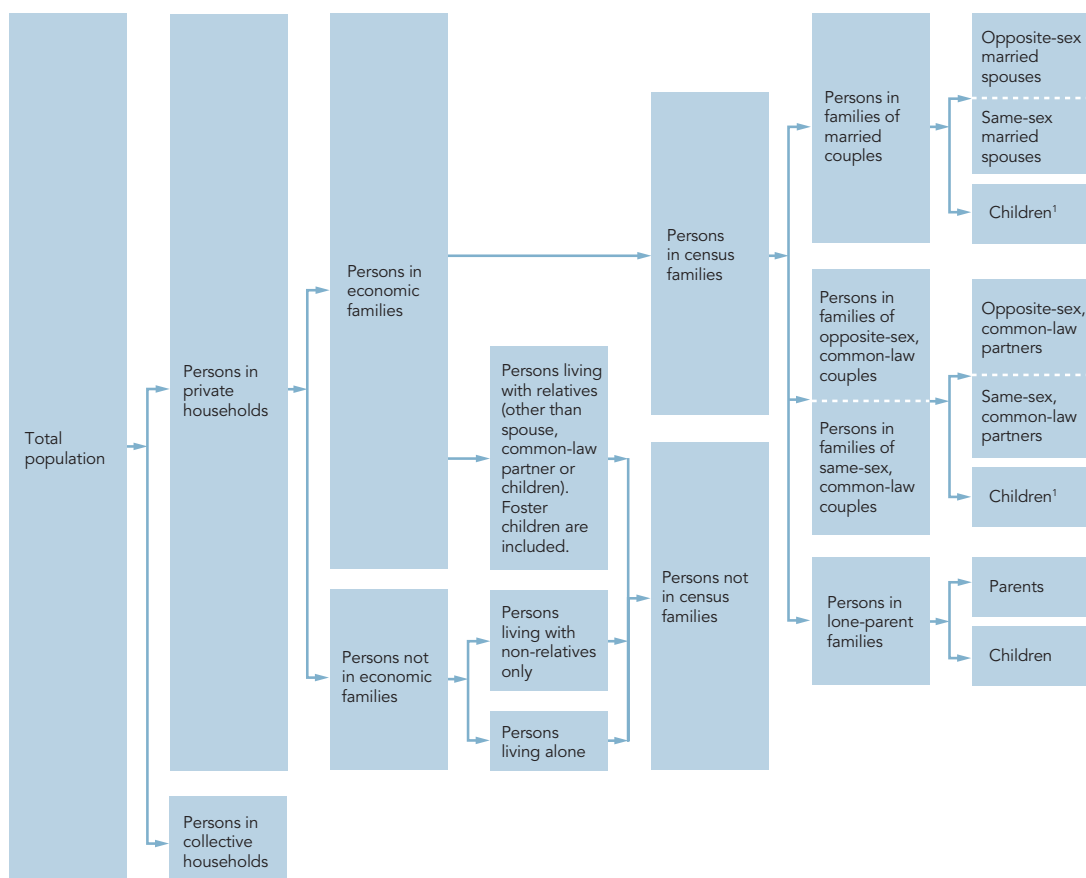 Total
population
Persons in
private
households
Persons in
collective
households
Persons in
economic
families
Persons not
in economic
families
Persons living
with relatives
(other than
spouse,
common-law
partner or
children).
Foster
children are
included.
Persons
living with
non-relatives
only
Persons
living alone
Persons
in census
families
Persons not
in census
families
Persons in
families of
married
couples
Persons in
families of
opposite-sex,
common-law
couples
Persons in
families of
same-sex,
common-law
couples
Persons in
lone-parent
families
Opposite-sex
married
spouses
Same-sex
married
spouses
Children¹
Opposite-sex,
common-law
partners
Same-sex,
common-law
partners
Children¹
Parents
Children